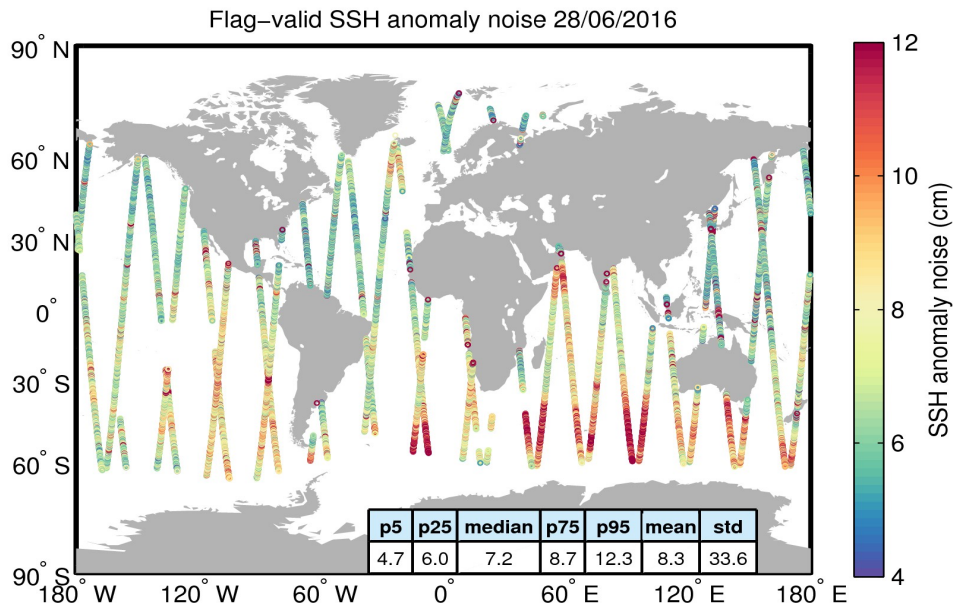 Flag−valid SSH anomaly noise 28/06/2016
90° N
60° N
30° N
0°
30° S
60° S
90° S
180° W 120° W 60° W 0° 60° E 120° E 180° E
p5 p25 median p75 p95 mean std
4.7 6.0 7.2 8.7 12.3 8.3 33.6
12
10
8
6
4
SSH anomaly noise (cm)